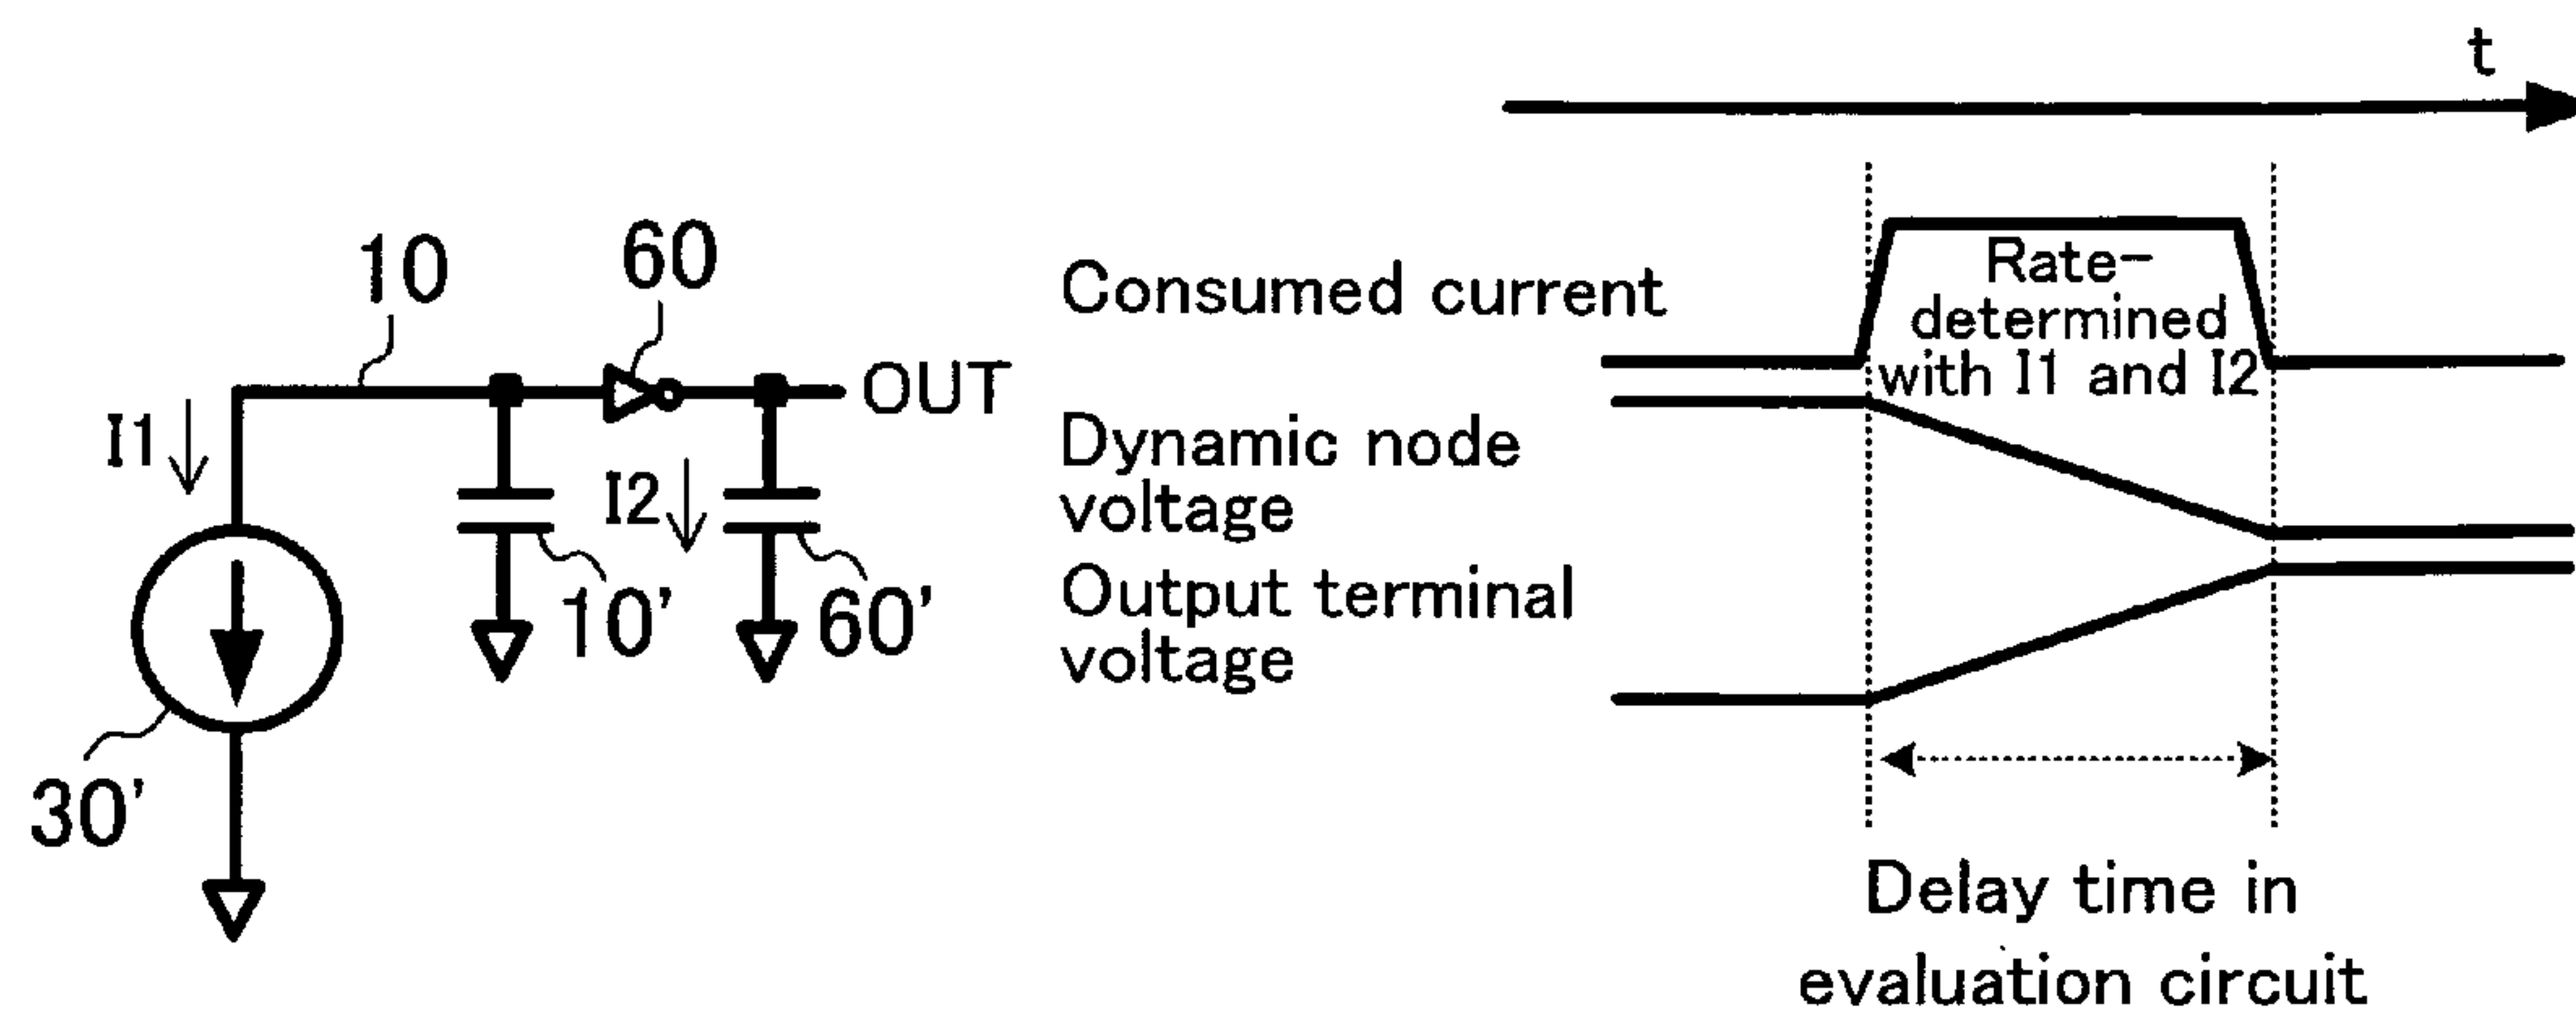 t
10
60
Consumed current
Rate-
determined
with I1 and I2
OUT
I1
I2
Dynamic node
voltage
10'
60'
Output terminal
voltage
30'
Delay time in
evaluation circuit